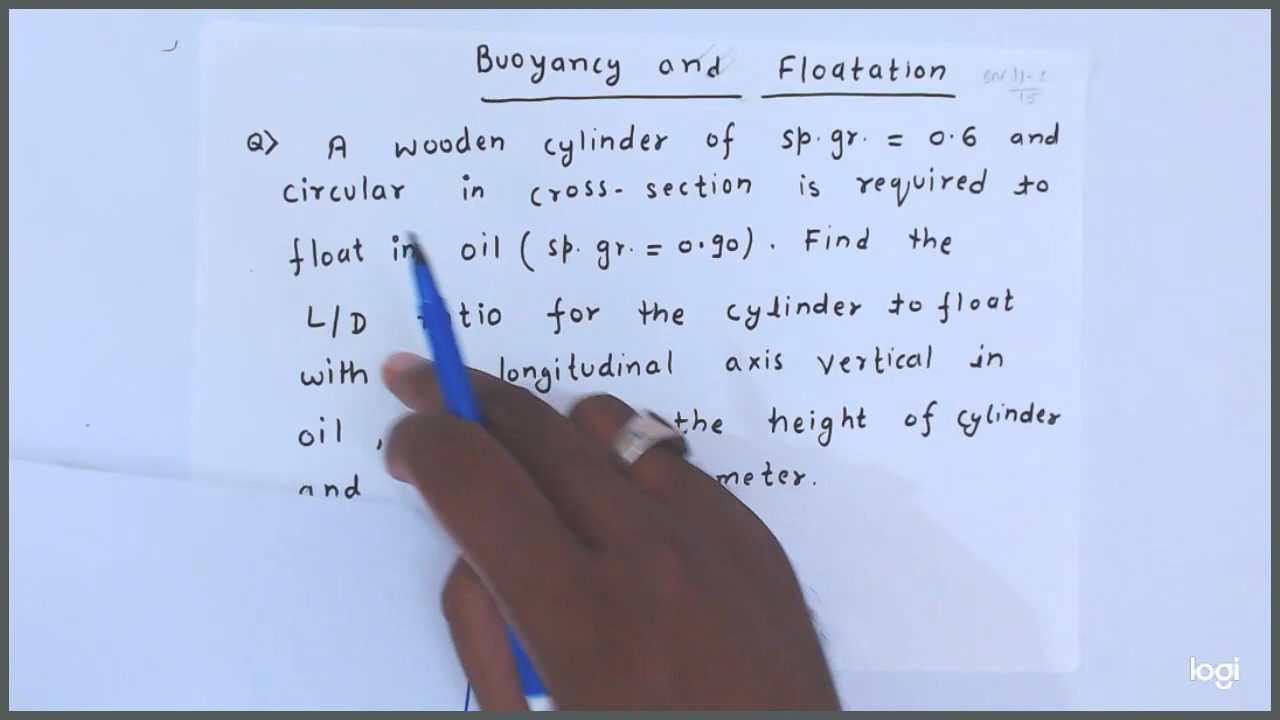 Buoyancy and Floatation
Q> A wooden cylinder of sp.gr. = 0.6 and
circular in cross-section is required to
float in oil ( sp. gr. = 0.90) . Find the
L/D for the cylinder to float
with longitudinal axis vertical in
oil , the height of cylinder
and
logi